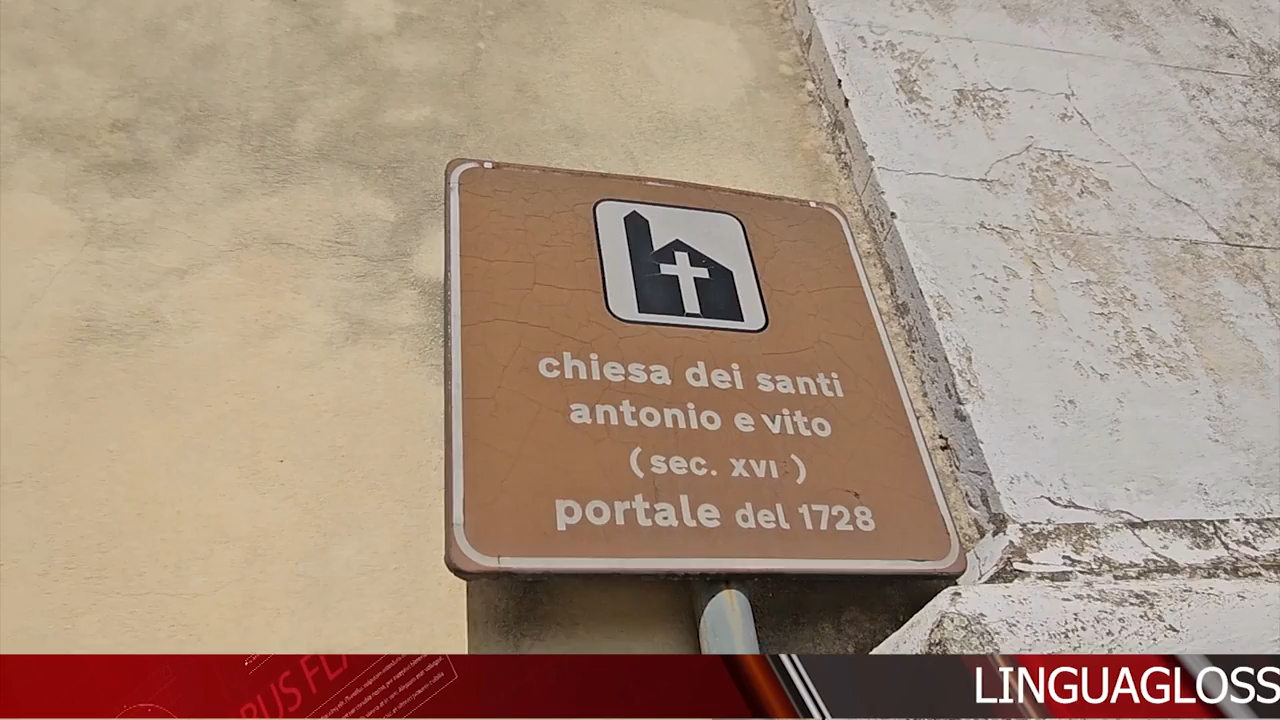 chiesa dei santi
antonio e vito
(sec. XVI )
portale del 1728
LINGUAGLOSS